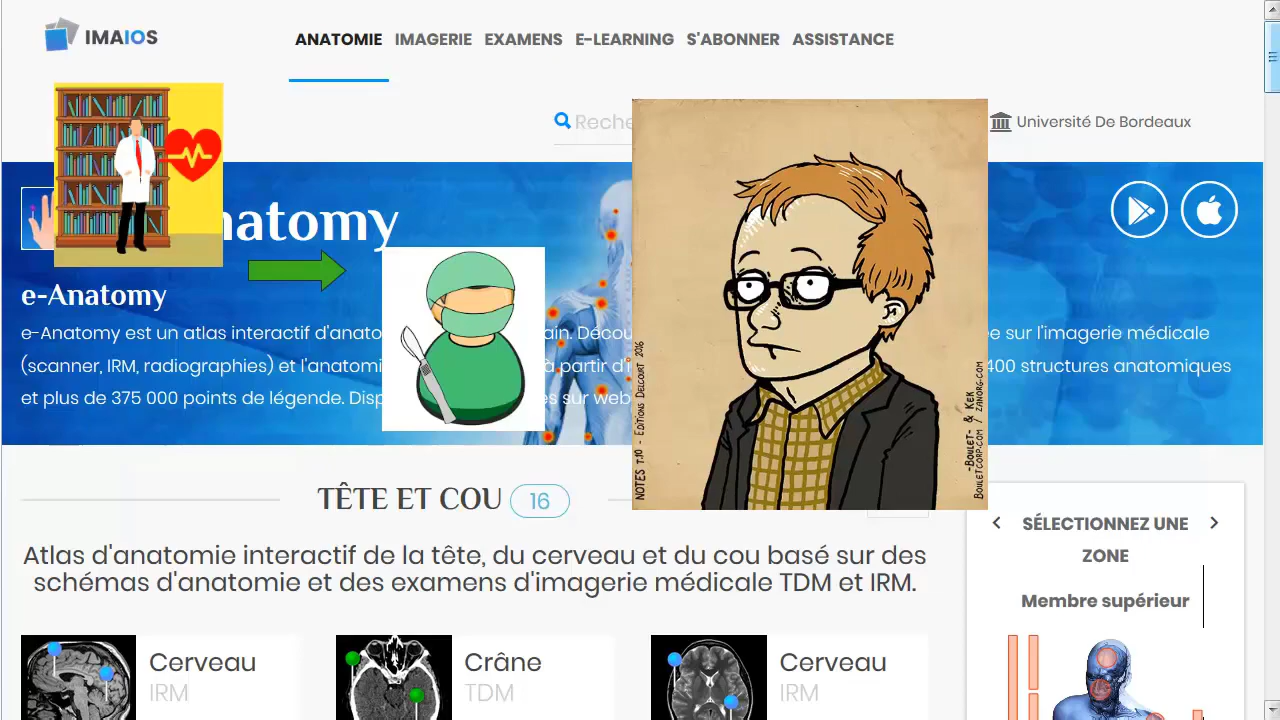 IMAIOS
ANATOMIE IMAGERIE EXAMENS E-LEARNING S'ABONNER ASSISTANCE
Reche
Université De Bordeaux
natomy
e-Anatomy
e-Anatomy est un atlas interactif d'anato ain. Décou e sur l'imagerie médicale
(scanner, IRM, radiographies) et l'anatomi à partir d'i 400 structures anatomiques
et plus de 375 000 points de légende. Disp es sur web
NOTES T.10 - EDITIONS DELCOURT 2016
-BOULET- & KEK
BOULETCORP.COM / ZANORG.COM
TÊTE ET COU 16
Atlas d'anatomie interactif de la tête, du cerveau et du cou basé sur des
schémas d'anatomie et des examens d'imagerie médicale TDM et IRM.
SÉLECTIONNEZ UNE
ZONE
Membre supérieur
Cerveau
IRM
Crâne
TDM
Cerveau
IRM